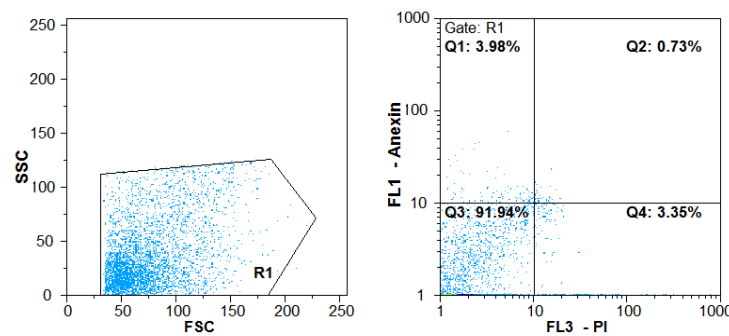 250
200
150
100
50
0
SSC
R1
0 50 100 150 200 250
FSC
1000
100
10
1
FL1 - Anexin
Gate: R1
Q1: 3.98% Q2: 0.73%
Q3: 91.94% Q4: 3.35%
1 10 100 1000
FL3 - PI